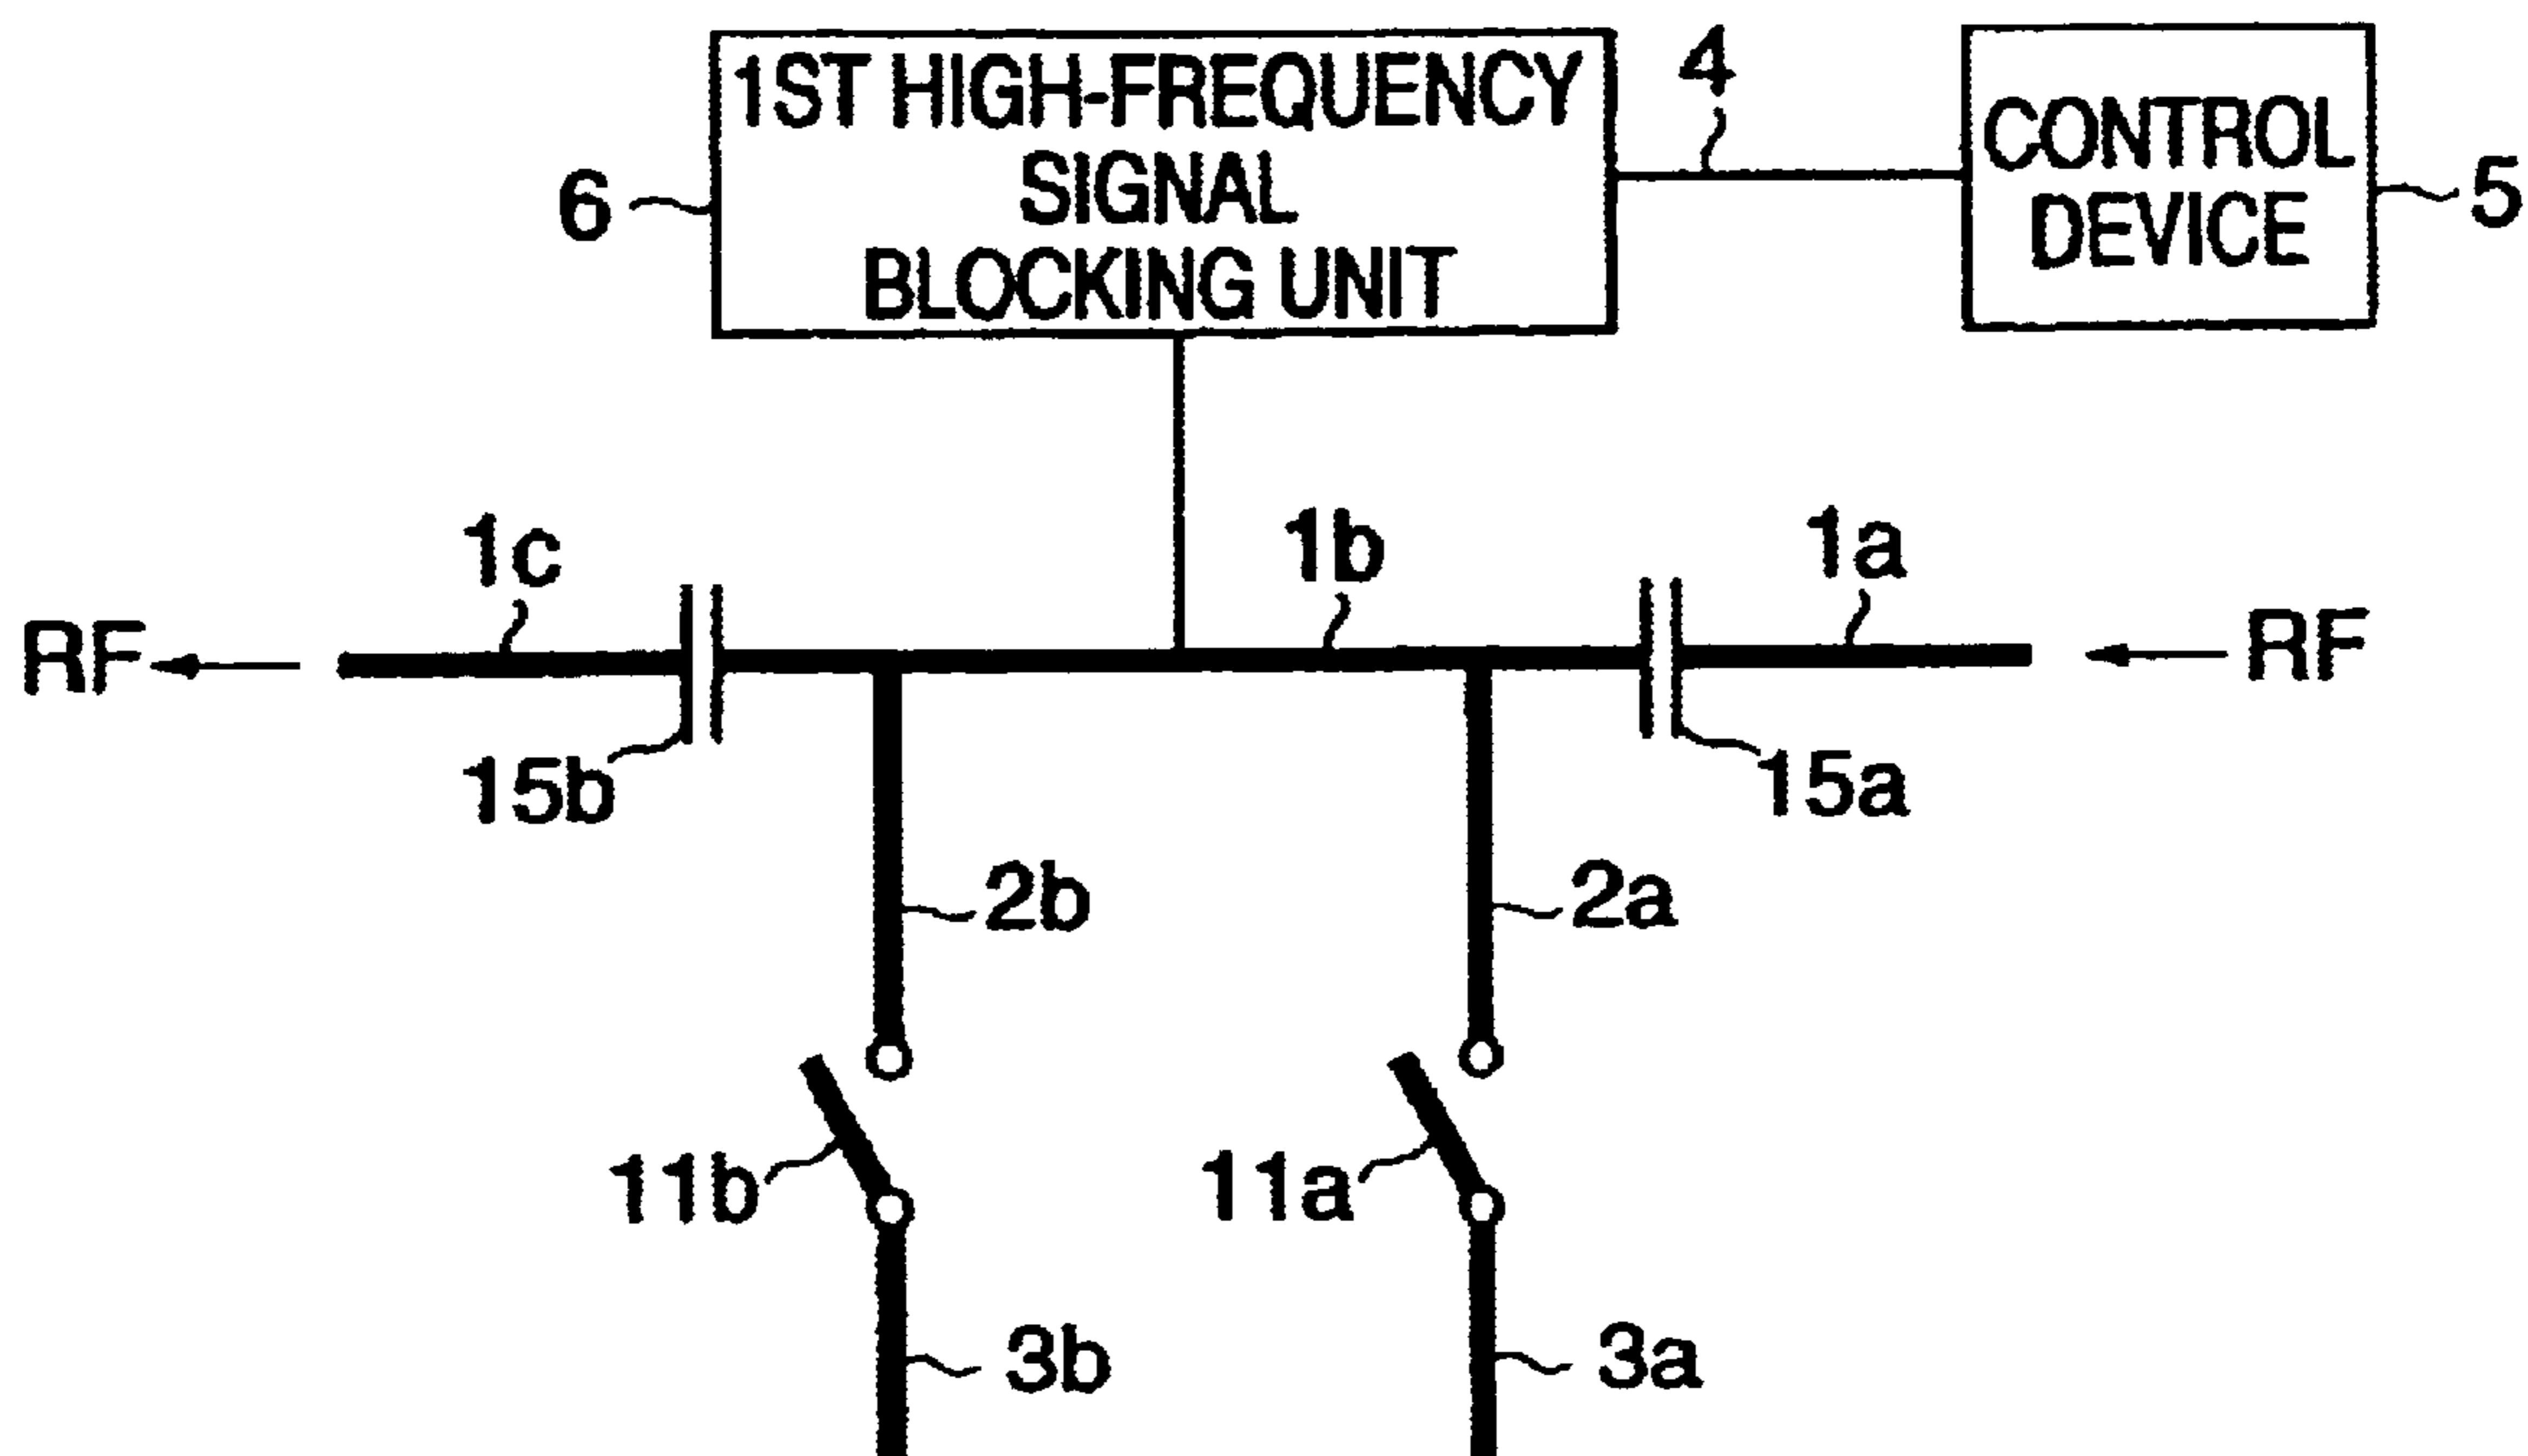 1ST HIGH-FREQUENCY
SIGNAL
BLOCKING UNIT
4
CONTROL
DEVICE
6
5
1c
1b
1a
RF
RF
15b
15a
2b
2a
11b
11a
3b
3a